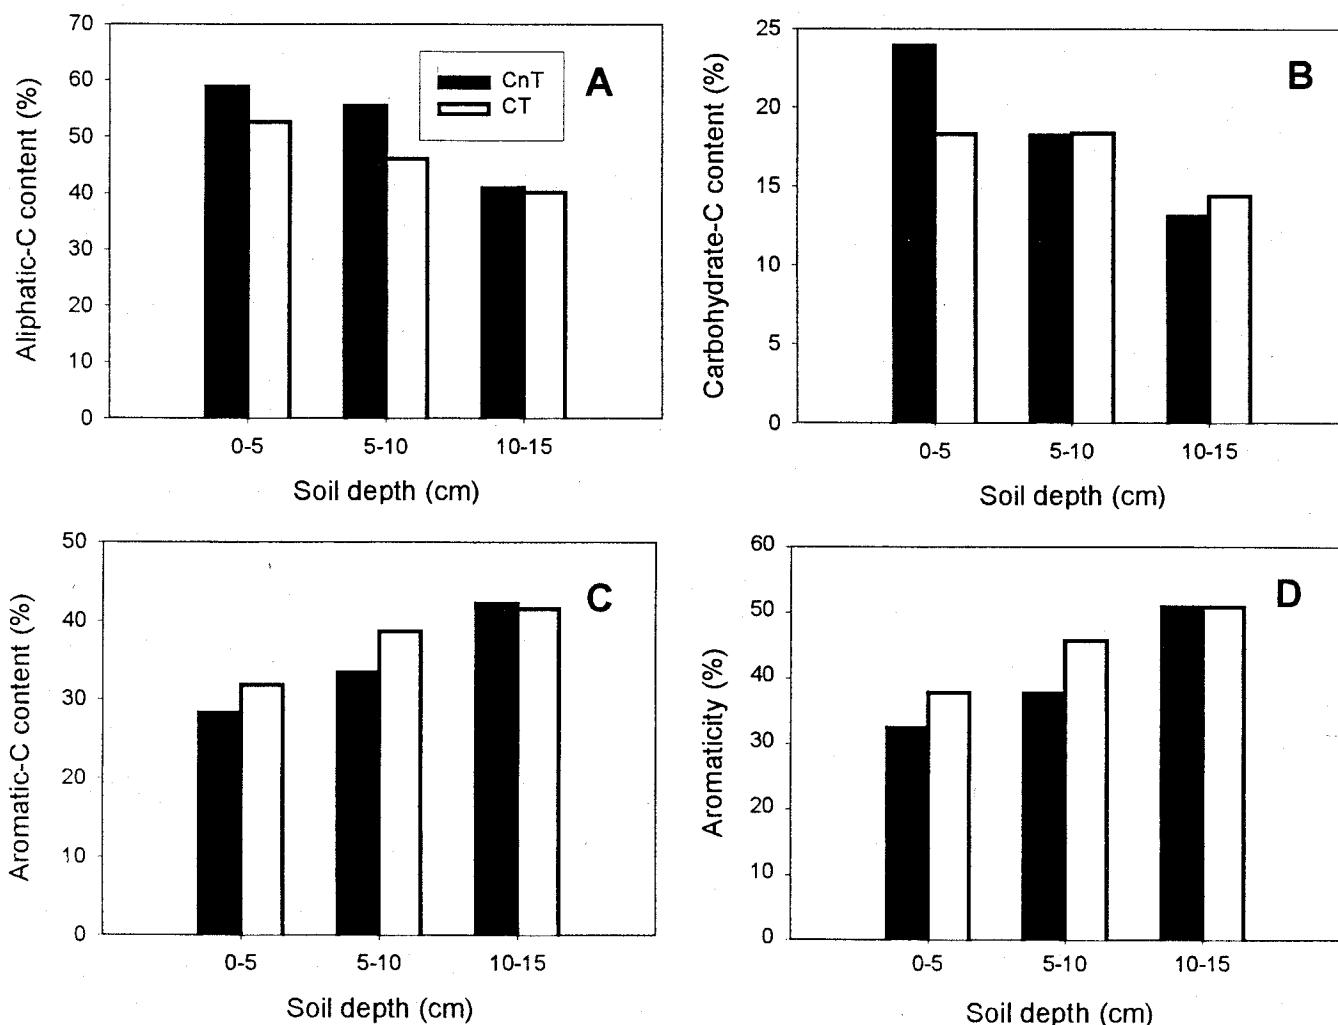 Aliphatic-C content (%)
70
60
50
40
30
20
10
0
CnT
CT
A
0-5 5-10 10-15
Soil depth (cm)
Carbohydrate-C content (%)
25
20
15
10
5
0
B
0-5 5-10 10-15
Soil depth (cm)
Aromatic-C content (%)
50
40
30
20
10
0
C
0-5 5-10 10-15
Soil depth (cm)
Aromaticity (%)
60
50
40
30
20
10
0
D
0-5 5-10 10-15
Soil depth (cm)